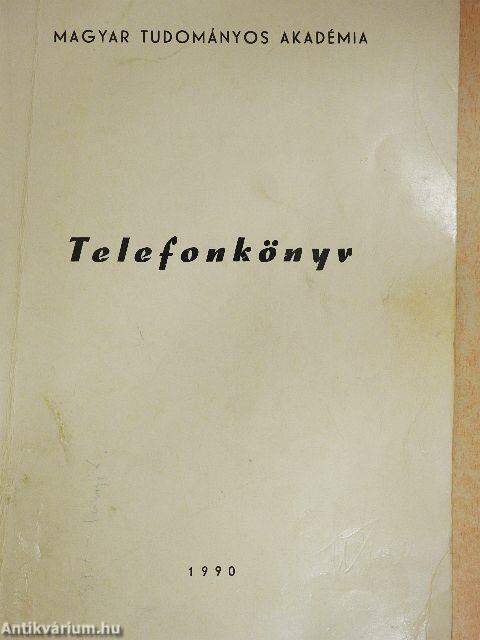 MAGYAR TUDOMÁNYOS AKADÉMIA
Telefonkönyv
1990
Antikvárium.hu